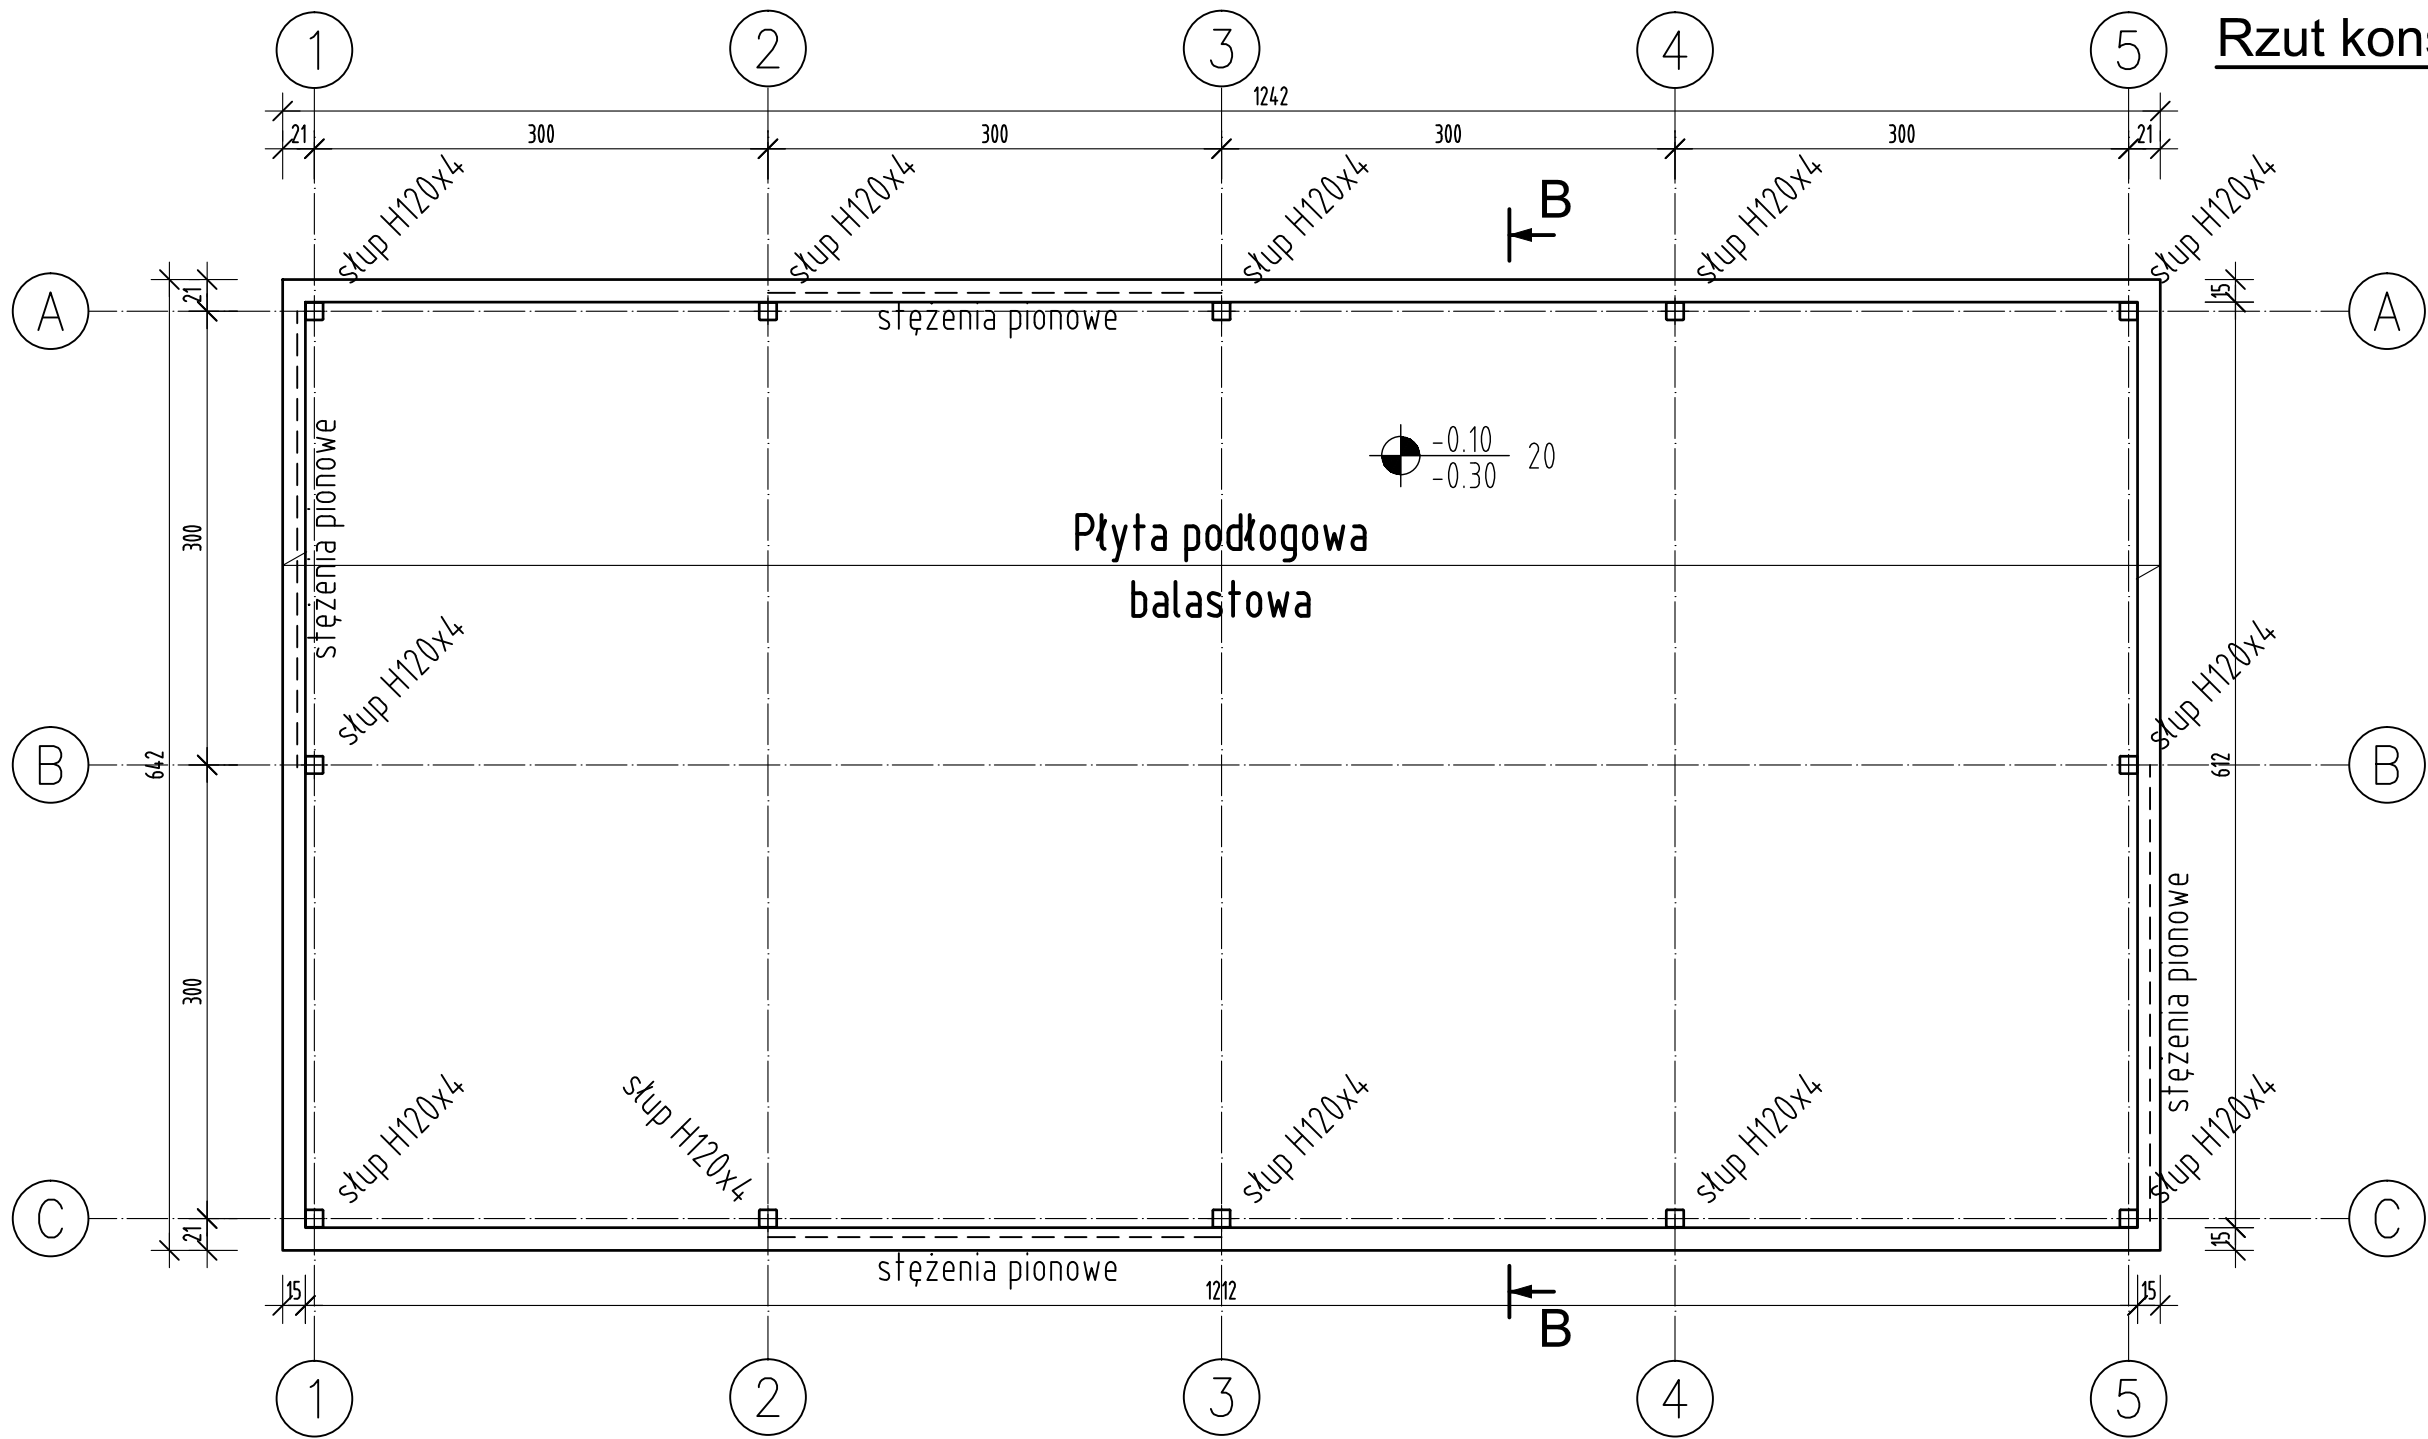 1
2
3
4
5
Rzut kons
1242
21
300
300
300
300
21
słup H120x4
słup H120x4
słup H120x4
słup H120x4
słup H120x4
B
21
15
A
A
stężenia pionowe
-0.10
-0.30
20
stężenia pionowe
300
Płyta podłogowa
balastowa
słup H120x4
słup H120x4
B
642
612
B
300
stężenia pionowe
słup H120x4
słup H120x4
słup H120x4
słup H120x4
słup H120x4
C
C
21
15
stężenia pionowe
15
1212
15
B
1
2
3
4
5